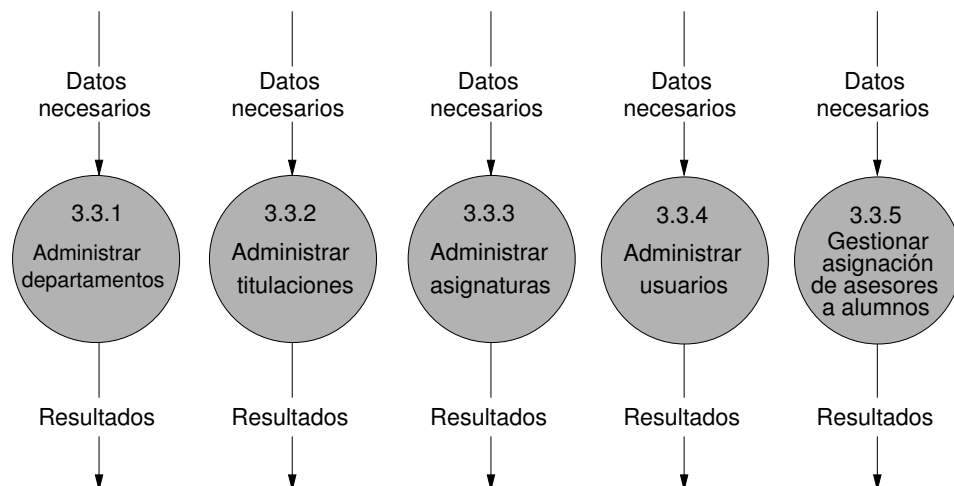 Datos
necesarios
Datos
necesarios
Datos
necesarios
Datos
necesarios
Datos
necesarios
3.3.1
Administrar
departamentos
3.3.2
Administrar
titulaciones
3.3.3
Administrar
asignaturas
3.3.4
Administrar
usuarios
3.3.5
Gestionar
asignación
de asesores
a alumnos
Resultados
Resultados
Resultados
Resultados
Resultados